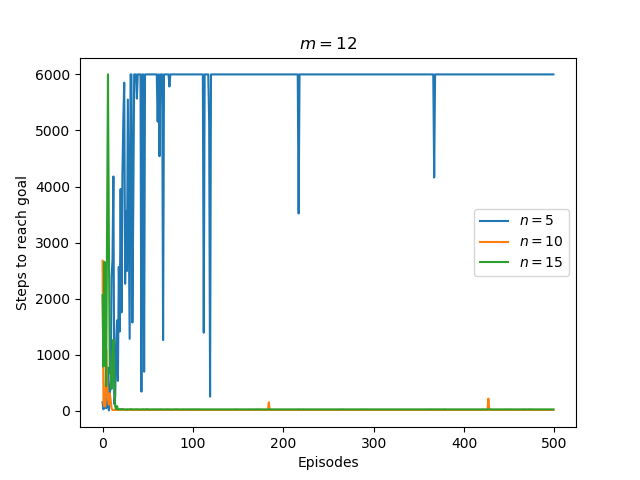 m = 12
Steps to reach goal
6000
5000
4000
3000
2000
1000
0
n = 5
n = 10
n = 15
0 100 200 300 400 500
Episodes